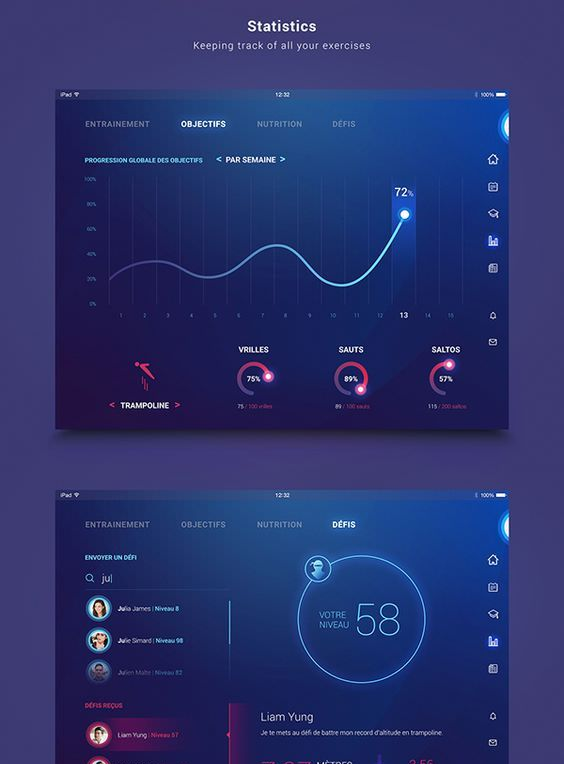 Statistics
Keeping track of all your exercises
iPad 12:32 100%
ENTRAINEMENT OBJECTIFS NUTRITION DÉFIS
PROGRESSION GLOBALE DES OBJECTIFS < PAR SEMAINE >
100%
80%
60%
40%
20%
0%
72%
1 2 3 4 5 6 7 8 9 10 11 12 13 14 15
VRILLES SAUTS SALTOS
75% 89% 57%
< TRAMPOLINE > 75 / 100 vrilles 89 / 100 sauts 115 / 200 saltos
iPad 12:32 100%
ENTRAINEMENT OBJECTIFS NUTRITION DÉFIS
ENVOYER UN DÉFI
ju
Julia James | Niveau 8
Julie Simard | Niveau 98
Julien Malte | Niveau 82
VOTRE NIVEAU 58
DÉFIS REÇUS
Liam Yung | Niveau 57
Liam Yung
Je te mets au défi de battre mon record d'altitude en trampoline.
MÈTRES